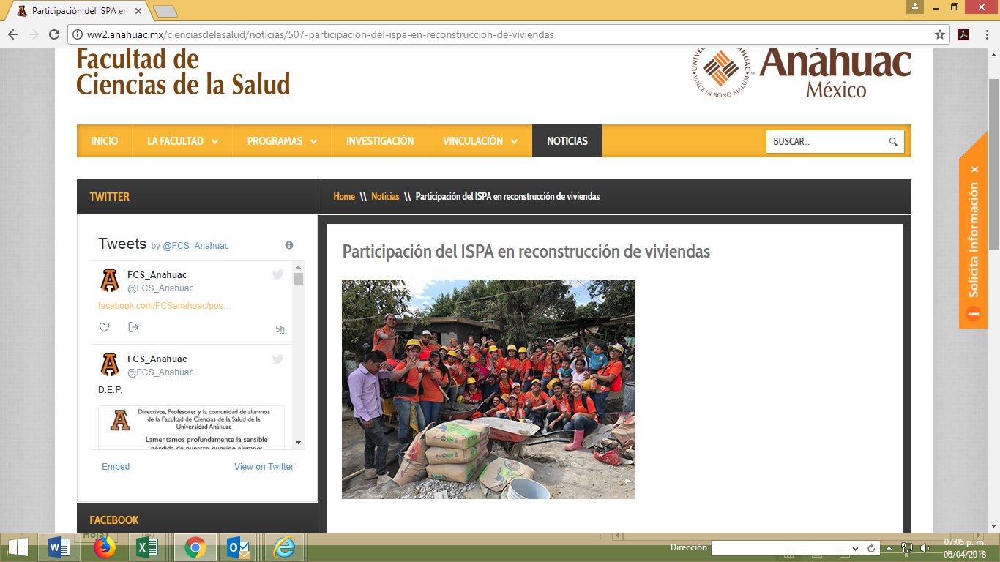 Participación del ISPA en
ww2.anahuac.mx/cienciasdelasalud/noticias/507-participacion-del-ispa-en-reconstruccion-de-viviendas
Facultad de
Ciencias de la Salud
VINCE IN BONO MALUM
Anáhuac
México
INICIO
LA FACULTAD
PROGRAMAS
INVESTIGACIÓN
VINCULACIÓN
NOTICIAS
BUSCAR...
Solicita Información x
TWITTER
Home \\ Noticias \\ Participación del ISPA en reconstrucción de viviendas
Tweets by @FCS_Anahuac
FCS_Anahuac
@FCS_Anahuac
facebook.com/FCSanahuac/pos…
5h
FCS_Anahuac
@FCS_Anahuac
D.E.P.
Directivos, Profesores y la comunidad de alumnos
de la Facultad de Ciencias de la Salud de la
Universidad Anáhuac
Lamentamos profundamente la sensible
pérdida de nuestro querido alumno:
Embed
View on Twitter
FACEBOOK
Participación del ISPA en reconstrucción de viviendas
Hoja1
Dirección
07:05 p. m.
06/04/2018